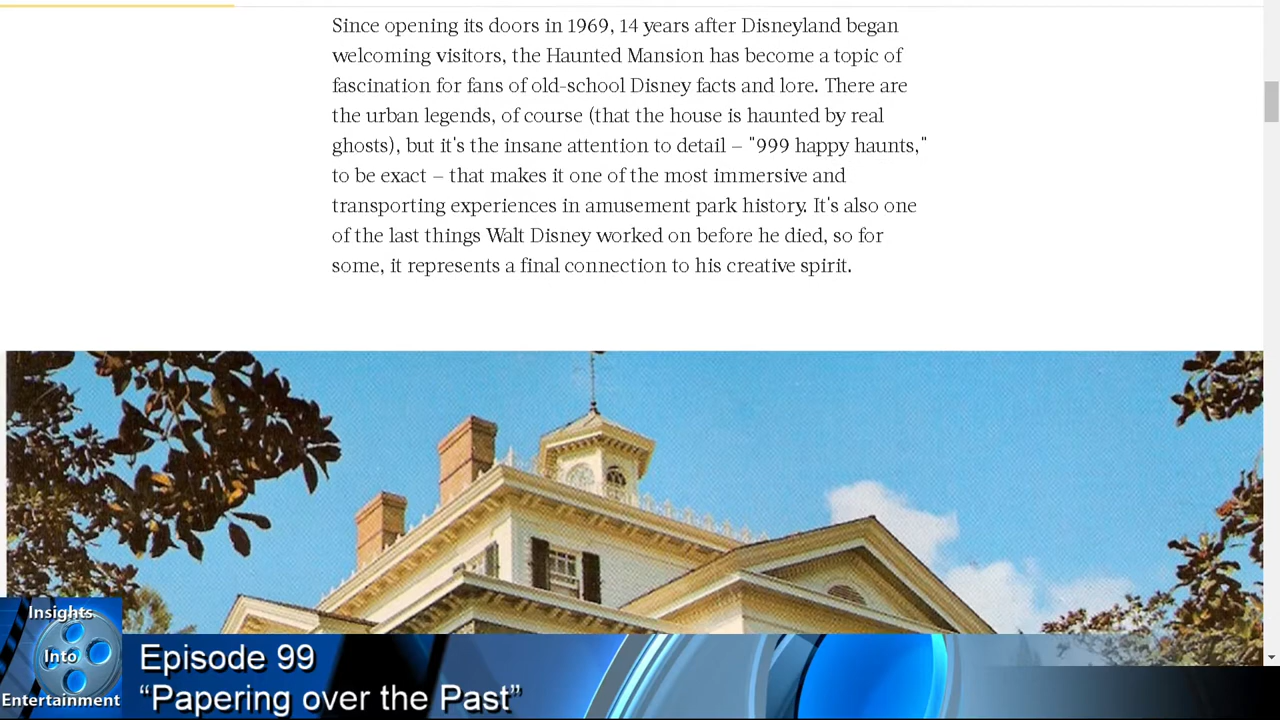 Since opening its doors in 1969, 14 years after Disneyland began
welcoming visitors, the Haunted Mansion has become a topic of
fascination for fans of old-school Disney facts and lore. There are
the urban legends, of course (that the house is haunted by real
ghosts), but it's the insane attention to detail – "999 happy haunts,"
to be exact – that makes it one of the most immersive and
transporting experiences in amusement park history. It's also one
of the last things Walt Disney worked on before he died, so for
some, it represents a final connection to his creative spirit.
Insights
Into
Entertainment
Episode 99
“Papering over the Past”